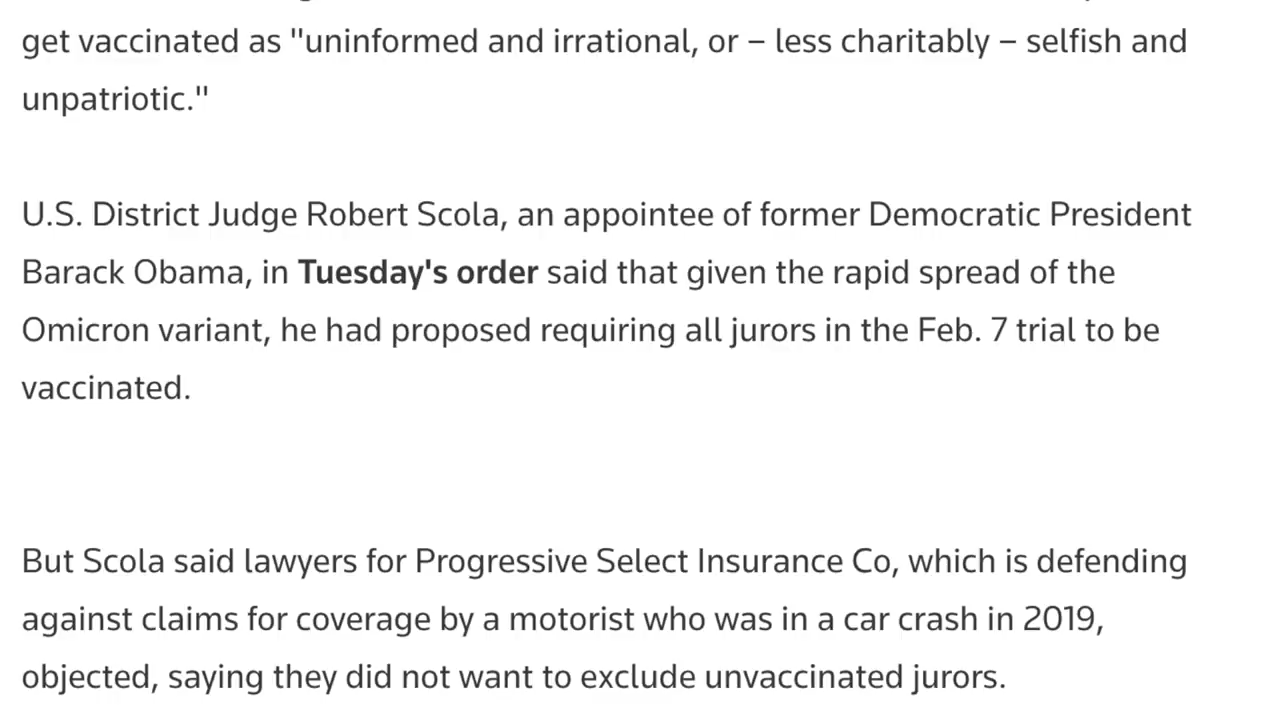 get vaccinated as "uninformed and irrational, or – less charitably – selfish and
unpatriotic."
U.S. District Judge Robert Scola, an appointee of former Democratic President
Barack Obama, in Tuesday's order said that given the rapid spread of the
Omicron variant, he had proposed requiring all jurors in the Feb. 7 trial to be
vaccinated.
But Scola said lawyers for Progressive Select Insurance Co, which is defending
against claims for coverage by a motorist who was in a car crash in 2019,
objected, saying they did not want to exclude unvaccinated jurors.